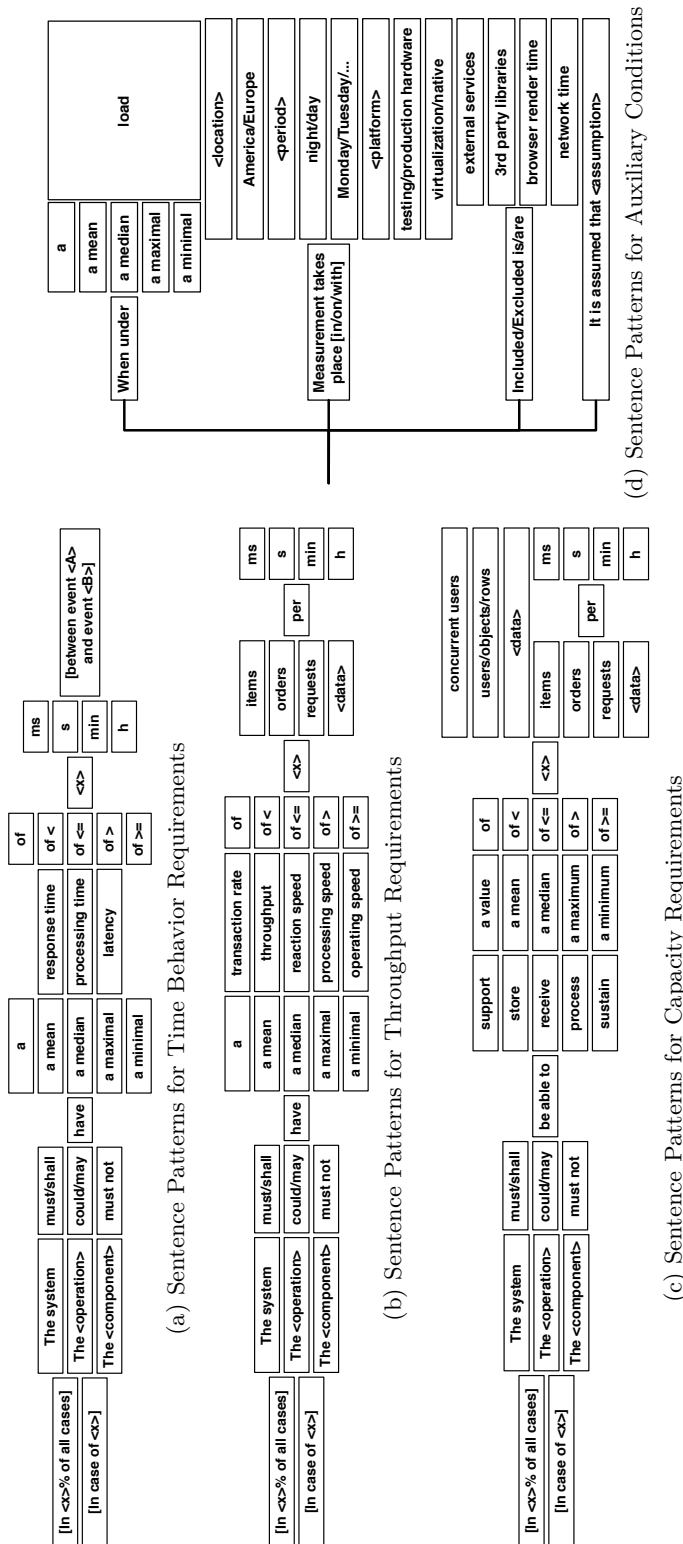 [In <x>% of all cases]
[In case of <x>]
The system
The <operation>
The <component>
must/shall
could/may
must not
have
a
a mean
a median
a maximal
a minimal
response time
processing time
latency
of
of <
of <=
of >
of >=
<x>
ms
s
min
h
[between event <A>
and event <B>]
(a) Sentence Patterns for Time Behavior Requirements
[In <x>% of all cases]
[In case of <x>]
The system
The <operation>
The <component>
must/shall
could/may
must not
have
a
a mean
a median
a maximal
a minimal
transaction rate
throughput
reaction speed
processing speed
operating speed
of
of <
of <=
of >
of >=
<x>
items
orders
requests
<data>
per
ms
s
min
h
(b) Sentence Patterns for Throughput Requirements
[In <x>% of all cases]
[In case of <x>]
The system
The <operation>
The <component>
must/shall
could/may
must not
be able to
support
store
receive
process
sustain
a value
a mean
a median
a maximum
a minimum
of
of <
of <=
of >
of >=
<x>
concurrent users
users/objects/rows
<data>
items
orders
requests
<data>
per
ms
s
min
h
(c) Sentence Patterns for Capacity Requirements
When under
a
a mean
a median
a maximal
a minimal
load
Measurement takes
place [in/on/with]
<location>
America/Europe
<period>
night/day
Monday/Tuesday/...
<platform>
testing/production hardware
virtualization/native
Included/Excluded is/are
external services
3rd party libraries
browser render time
network time
It is assumed that <assumption>
(d) Sentence Patterns for Auxiliary Conditions